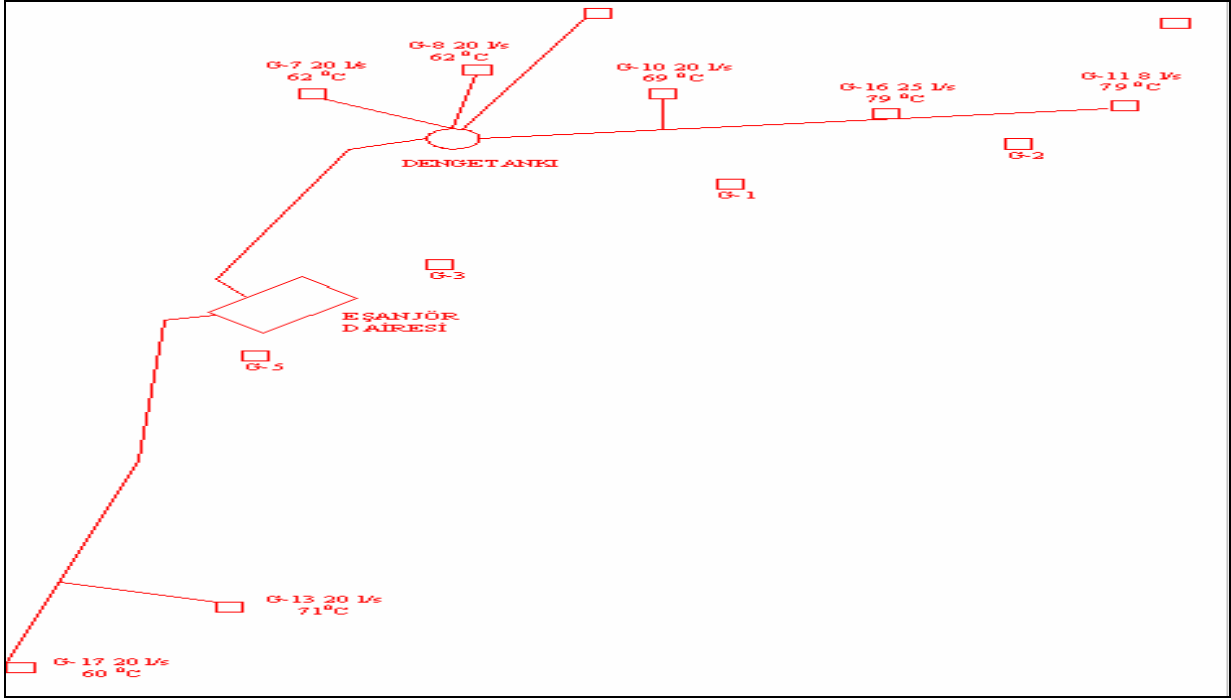 G-8 20 l/s
62 °C
G-7 20 l/s
62 °C
G-10 20 l/s
69 °C
G-16 25 l/s
79 °C
G-11 8 l/s
79 °C
DENGE TANKI
G-2
G-1
G-3
EŞANJÖR
DAİRESİ
G-5
G-13 20 l/s
71 °C
G-17 20 l/s
60 °C